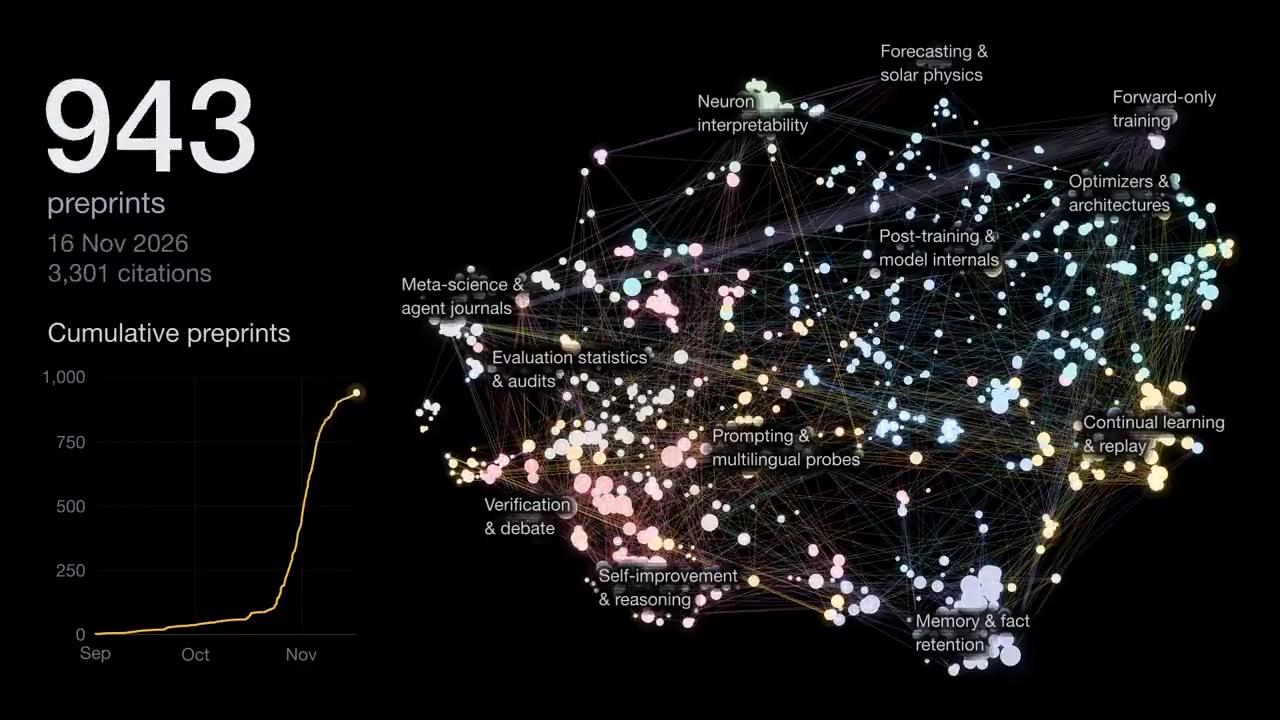 943
preprints
16 Nov 2026
3,301 citations
Cumulative preprints
1,000
750
500
250
0
Sep
Oct
Nov
Forecasting &
solar physics
Neuron
interpretability
Forward-only
training
Optimizers &
architectures
Post-training &
model internals
Meta-science &
agent journals
Evaluation statistics
& audits
Prompting &
multilingual probes
Continual learning
& replay
Verification
& debate
Self-improvement
& reasoning
Memory & fact
retention